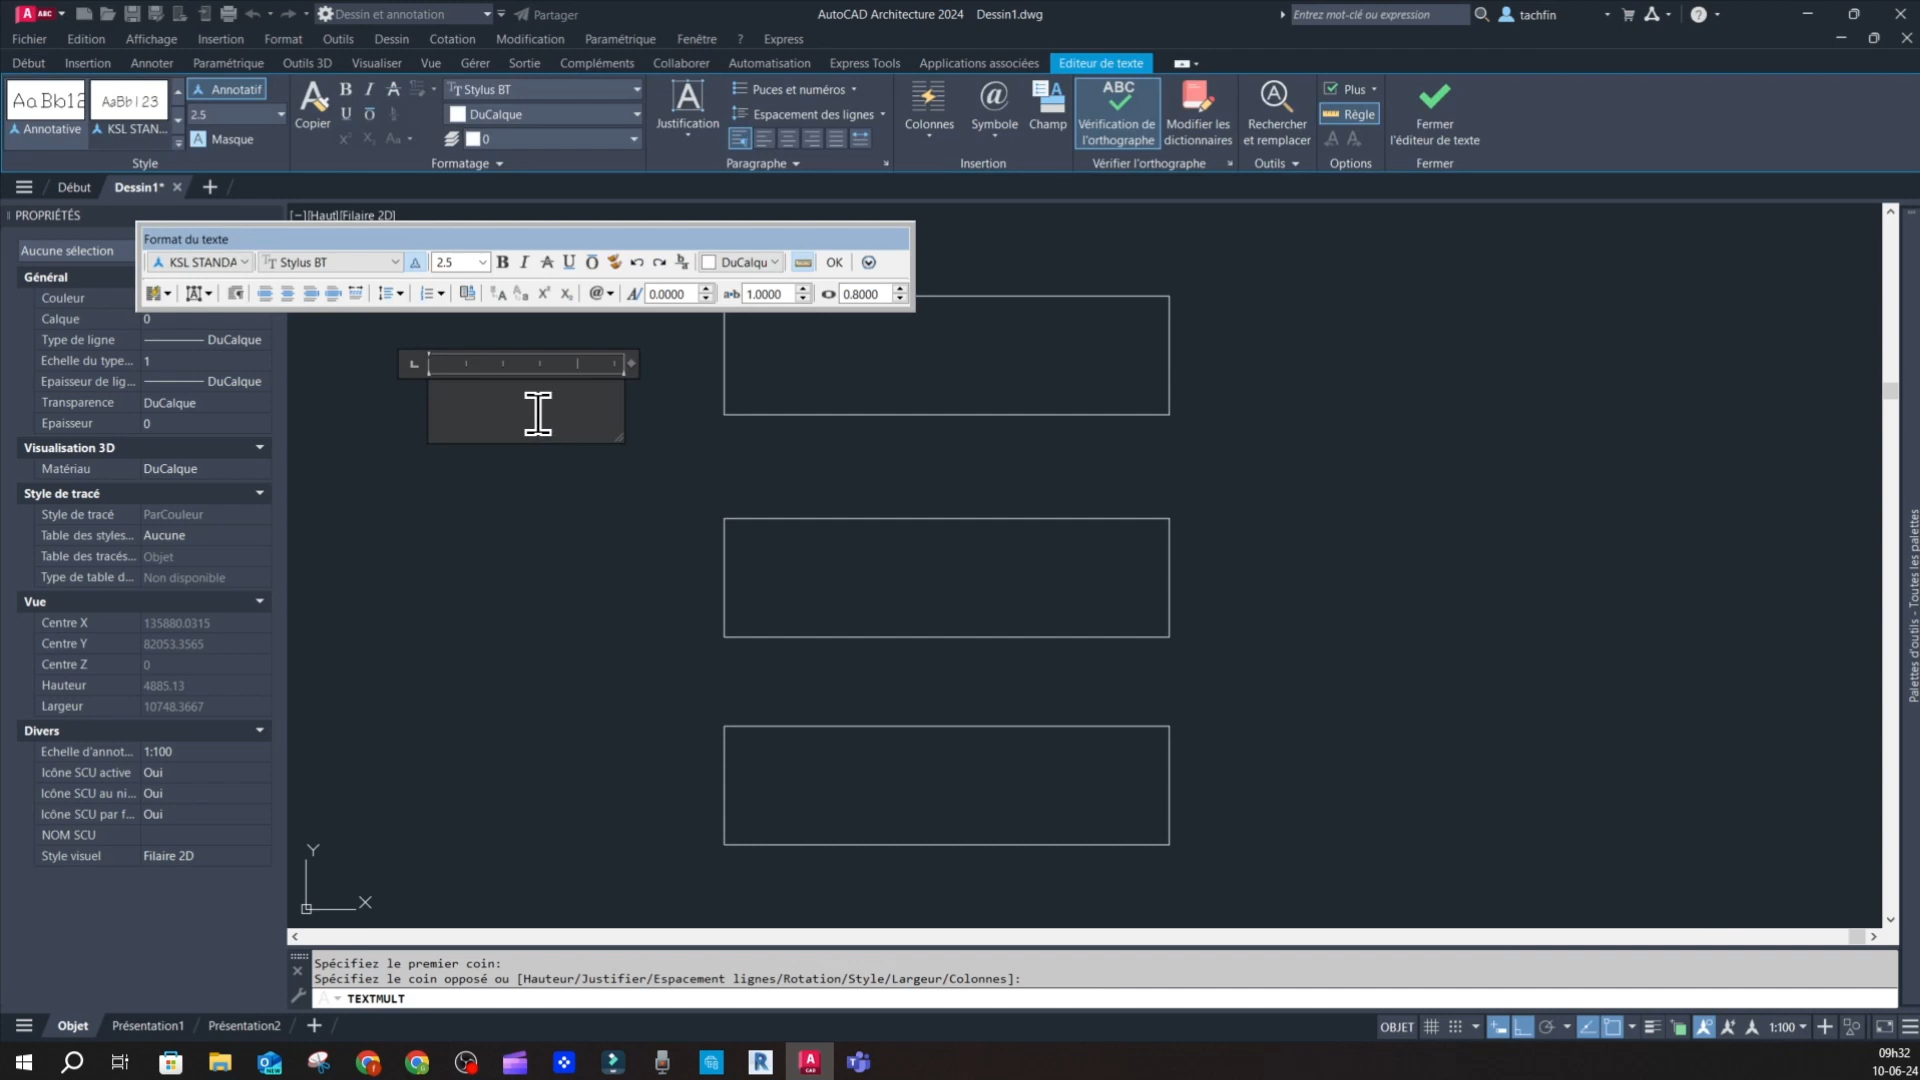 A ABC
Dessin et annotation
Partager
AutoCAD Architecture 2024 Dessin1.dwg
Entrez mot-clé ou expression
tachfin
Fichier Edition Affichage Insertion Format Outils Dessin Cotation Modification Paramétrique Fenêtre ? Express
Début Insertion Annoter Paramétrique Outils 3D Visualiser Vue Gérer Sortie Compléments Collaborer Automatisation Express Tools Applications associées Editeur de texte
AaBb12 AaBb123
Annotative KSL STAN...
Annotatif
2.5
Masque
Style
Copier
Stylus BT
DuCalque
0
Formatage
Justification
Puces et numéros
Espacement des lignes
Paragraphe
Colonnes
Symbole
Champ
Insertion
ABC
Vérification de l'orthographe
Modifier les dictionnaires
Vérifier l'orthographe
Rechercher et remplacer
Outils
Plus
Règle
Options
Fermer l'éditeur de texte
Fermer
Début Dessin1*
PROPRIÉTÉS
[−][Haut][Filaire 2D]
Format du texte
KSL STANDA Stylus BT 2.5 DuCalqu OK
0.0000 1.0000 0.8000
Aucune sélection
Général
Couleur
Calque 0
Type de ligne DuCalque
Echelle du type... 1
Epaisseur de lig... DuCalque
Transparence DuCalque
Epaisseur 0
Visualisation 3D
Matériau DuCalque
Style de tracé
Style de tracé ParCouleur
Table des styles... Aucune
Table des tracés... Objet
Type de table d... Non disponible
Vue
Centre X 135880.0315
Centre Y 82053.3565
Centre Z 0
Hauteur 4885.13
Largeur 10748.3667
Divers
Echelle d'annot... 1:100
Icône SCU active Oui
Icône SCU au ni... Oui
Icône SCU par f... Oui
NOM SCU
Style visuel Filaire 2D
Y
X
Palettes d'outils - Toutes les palettes
Spécifiez le premier coin:
Spécifiez le coin opposé ou [Hauteur/Justifier/Espacement lignes/Rotation/Style/Largeur/Colonnes]:
TEXTMULT
Objet Présentation1 Présentation2
OBJET
1:100
09h32
10-06-24